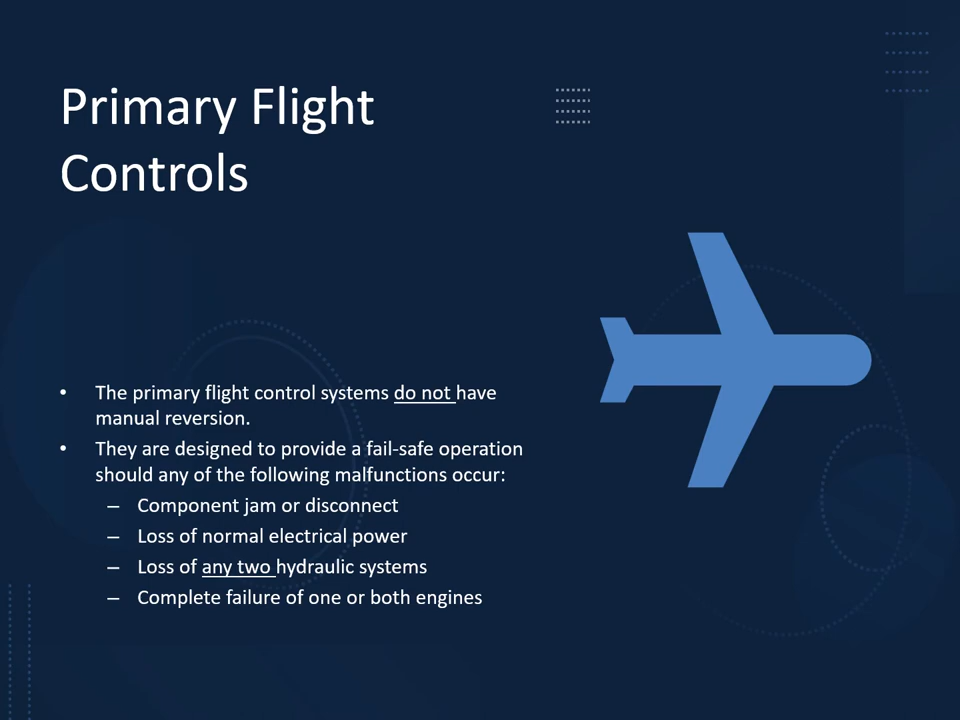 Primary Flight
Controls
• The primary flight control systems do not have
manual reversion.
• They are designed to provide a fail-safe operation
should any of the following malfunctions occur:
– Component jam or disconnect
– Loss of normal electrical power
– Loss of any two hydraulic systems
– Complete failure of one or both engines